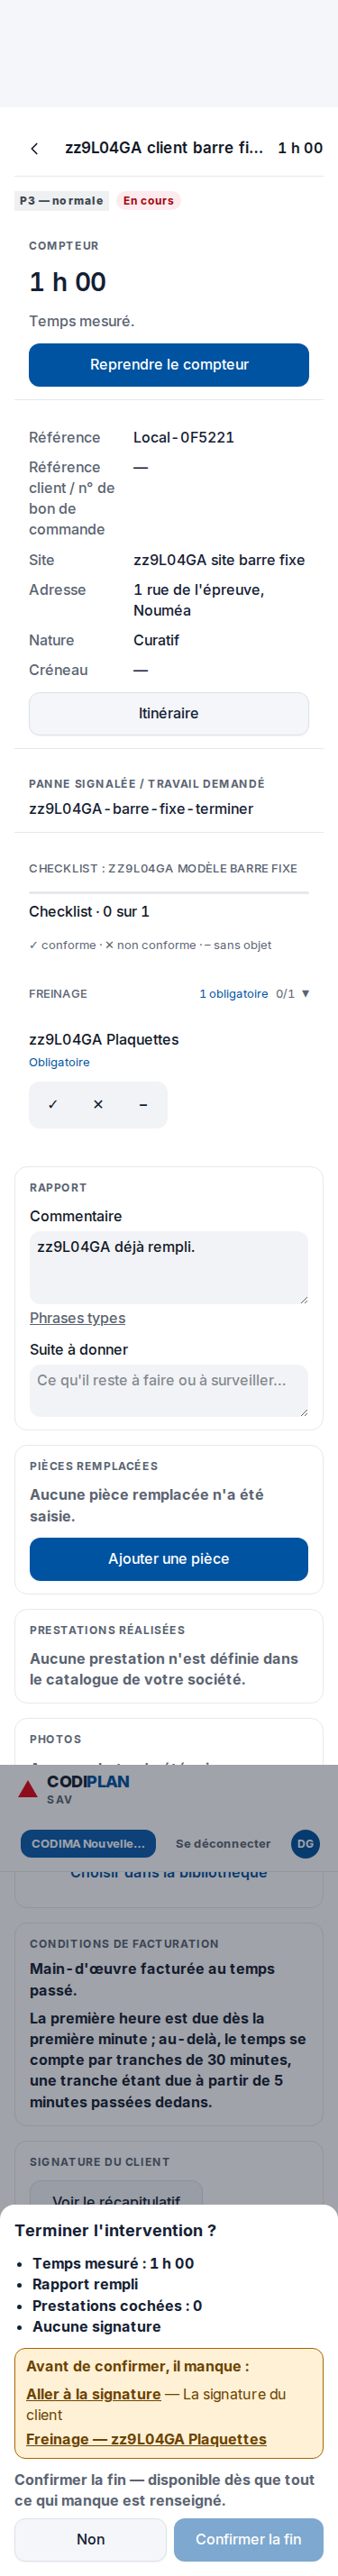 zz9L04GA client barre fi... 1 h 00
P3 — normale En cours
COMPTEUR
1 h 00
Temps mesuré.
Reprendre le compteur
Référence Local-0F5221
Référence —
client / n° de
bon de
commande
Site zz9L04GA site barre fixe
Adresse 1 rue de l'épreuve,
Nouméa
Nature Curatif
Créneau —
Itinéraire
PANNE SIGNALÉE / TRAVAIL DEMANDÉ
zz9L04GA-barre-fixe-terminer
CHECKLIST : ZZ9L04GA MODÈLE BARRE FIXE
Checklist · 0 sur 1
✓ conforme · ✕ non conforme · – sans objet
FREINAGE 1 obligatoire 0/1 ▼
zz9L04GA Plaquettes
Obligatoire
✓ ✕ –
RAPPORT
Commentaire
zz9L04GA déjà rempli.
Phrases types
Suite à donner
Ce qu'il reste à faire ou à surveiller...
PIÈCES REMPLACÉES
Aucune pièce remplacée n'a été
saisie.
Ajouter une pièce
PRESTATIONS RÉALISÉES
Aucune prestation n'est définie dans
le catalogue de votre société.
PHOTOS
CODIPLAN
SAV
CODIMA Nouvelle... Se déconnecter DG
Choisir dans la bibliothèque
CONDITIONS DE FACTURATION
Main-d'œuvre facturée au temps
passé.
La première heure est due dès la
première minute ; au-delà, le temps se
compte par tranches de 30 minutes,
une tranche étant due à partir de 5
minutes passées dedans.
SIGNATURE DU CLIENT
Voir le récapitulatif
Terminer l'intervention ?
• Temps mesuré : 1 h 00
• Rapport rempli
• Prestations cochées : 0
• Aucune signature
Avant de confirmer, il manque :
Aller à la signature — La signature du
client
Freinage — zz9L04GA Plaquettes
Confirmer la fin — disponible dès que tout
ce qui manque est renseigné.
Non Confirmer la fin